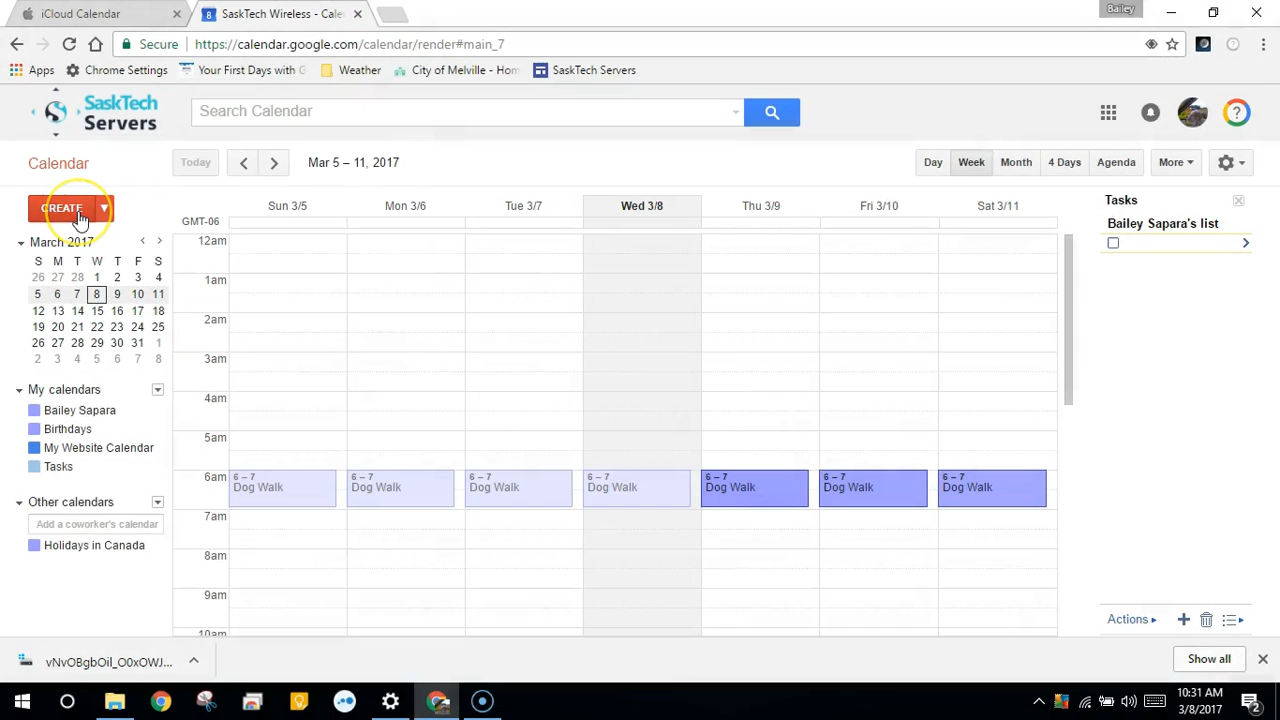 iCloud Calendar
8 SaskTech Wireless - Cale
Bailey
Secure https://calendar.google.com/calendar/render#main_7
Apps Chrome Settings Your First Days with G Weather City of Melville - Hom SaskTech Servers
SaskTech
Servers
Search Calendar
Calendar
Today
Mar 5 – 11, 2017
Day Week Month 4 Days Agenda More
CREATE
March 2017
S M T W T F S
26 27 28 1 2 3 4
5 6 7 8 9 10 11
12 13 14 15 16 17 18
19 20 21 22 23 24 25
26 27 28 29 30 31 1
2 3 4 5 6 7 8
My calendars
Bailey Sapara
Birthdays
My Website Calendar
Tasks
Other calendars
Add a coworker's calendar
Holidays in Canada
Sun 3/5 Mon 3/6 Tue 3/7 Wed 3/8 Thu 3/9 Fri 3/10 Sat 3/11
GMT-06
12am
1am
2am
3am
4am
5am
6am
6 – 7 6 – 7 6 – 7 6 – 7 6 – 7 6 – 7 6 – 7
Dog Walk Dog Walk Dog Walk Dog Walk Dog Walk Dog Walk Dog Walk
7am
8am
9am
10am
Tasks
Bailey Sapara's list
Actions
vNvOBgbOil_O0xOWJ...
Show all
10:31 AM
3/8/2017
2